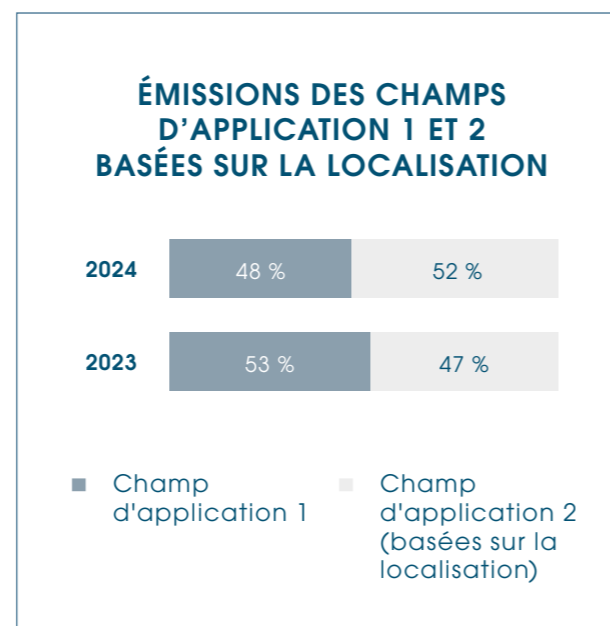 ÉMISSIONS DES CHAMPS
D’APPLICATION 1 ET 2
BASÉES SUR LA LOCALISATION
2024
48 %
52 %
2023
53 %
47 %
Champ
d'application 1
Champ
d'application 2
(basées sur la
localisation)